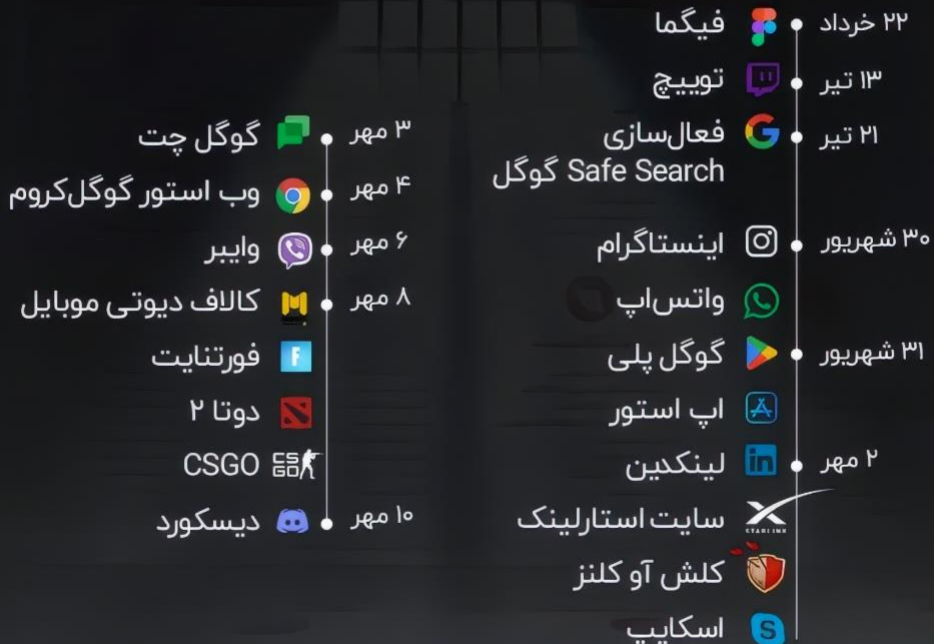 ۲۲ خرداد فیگما
۱۳ تیر توییچ
۲۱ تیر فعال‌سازی
Safe Search گوگل
۳۰ شهریور اینستاگرام
واتس‌اپ
۳۱ شهریور گوگل پلی
اپ استور
۲ مهر لینکدین
سایت استارلینک
STARLINK
کلش آو کلنز
اسکایپ
۳ مهر گوگل چت
۴ مهر وب استور گوگل‌کروم
۶ مهر وایبر
۸ مهر کالاف دیوتی موبایل
فورتنایت
دوتا ۲
CSGO
CS GO
۱۰ مهر دیسکورد